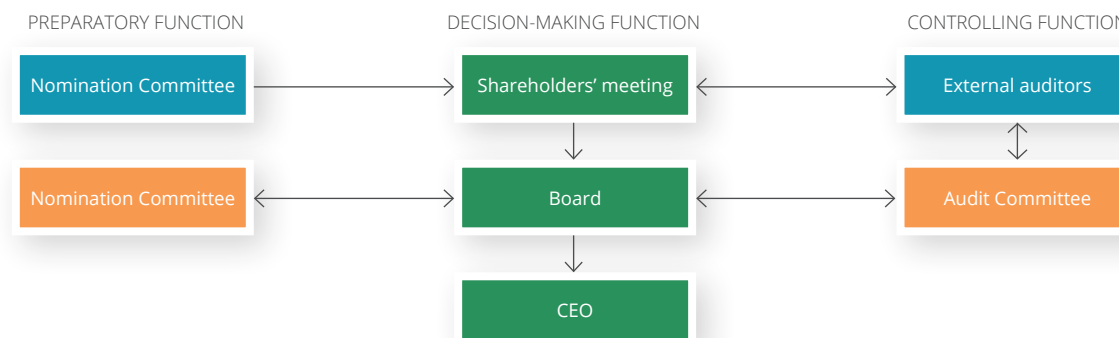 PREPARATORY FUNCTION
DECISION-MAKING FUNCTION
CONTROLLING FUNCTION
Nomination Committee
Shareholders’ meeting
External auditors
Nomination Committee
Board
Audit Committee
CEO